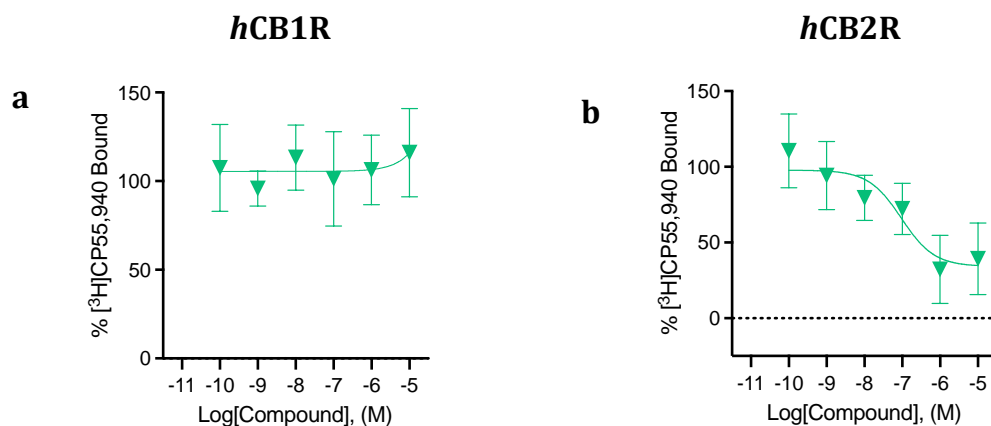 hCB1R
hCB2R
a
150
100
50
0
% [³H]CP55,940 Bound
-11 -10 -9 -8 -7 -6 -5
Log[Compound], (M)
b
150
100
50
0
% [³H]CP55,940 Bound
-11 -10 -9 -8 -7 -6 -5
Log[Compound], (M)